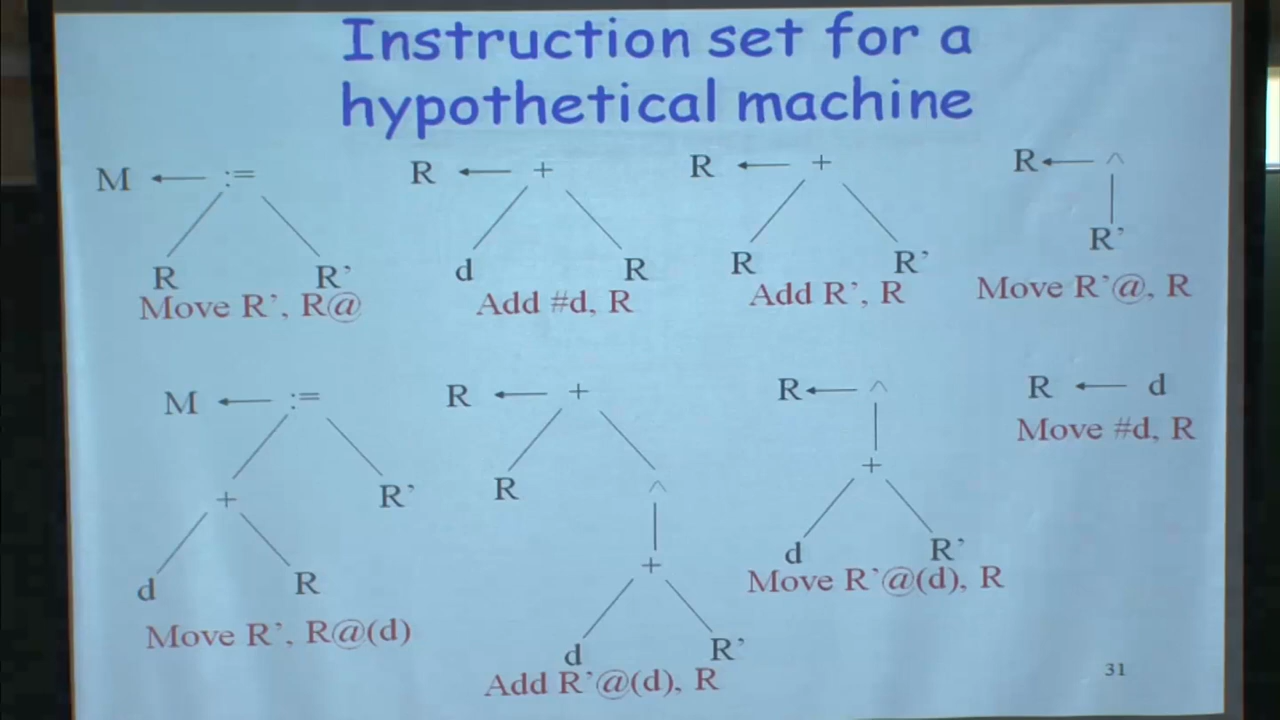 Instruction set for a
hypothetical machine
M ← :=
R R’
Move R’, R@
R ← +
d R
Add #d, R
R ← +
R R’
Add R’, R
R ← ^
R’
Move R’@, R
M ← :=
+ R’
d R
Move R’, R@(d)
R ← +
R ^
+
d R’
Add R’@(d), R
R ← ^
+
d R’
Move R’@(d), R
R ← d
Move #d, R
31